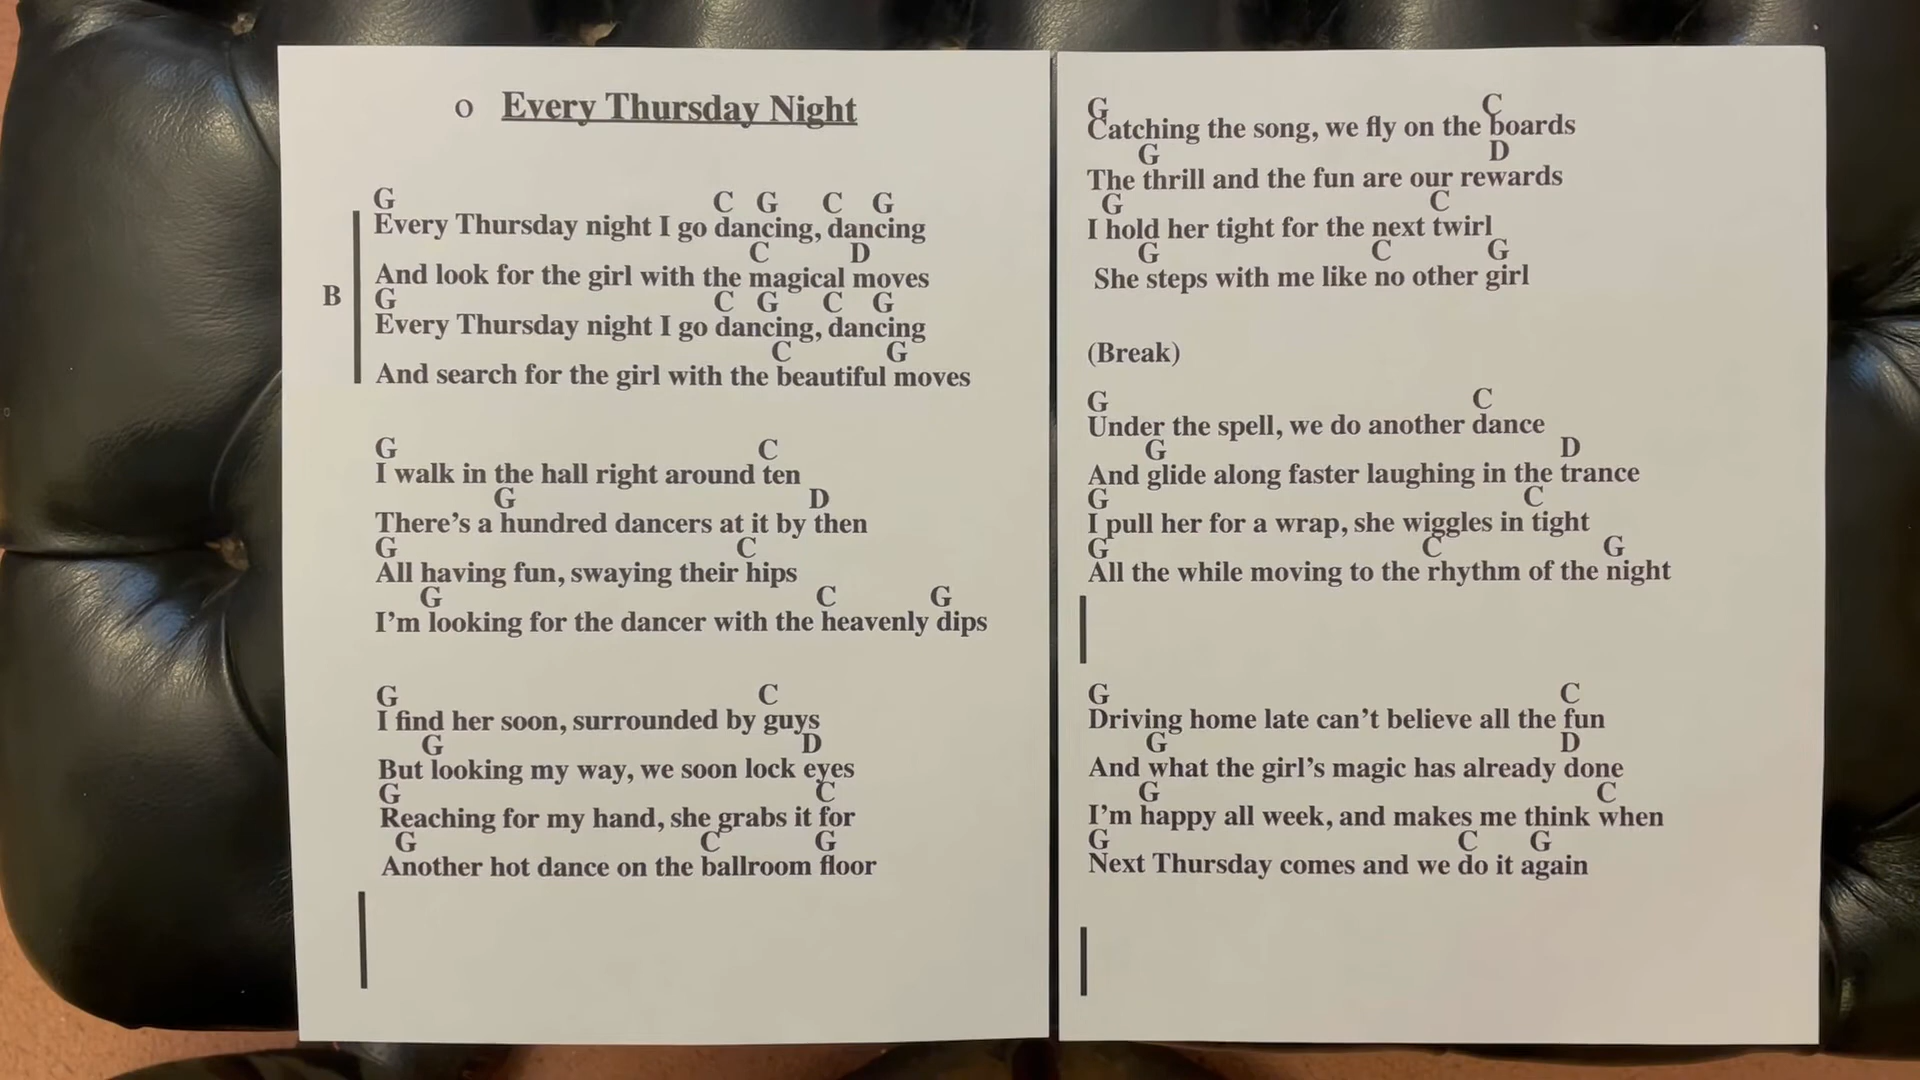 o Every Thursday Night
G C G C G
Every Thursday night I go dancing, dancing
C D
And look for the girl with the magical moves
B G C G C G
Every Thursday night I go dancing, dancing
C G
And search for the girl with the beautiful moves
G C
I walk in the hall right around ten
G D
There's a hundred dancers at it by then
G C
All having fun, swaying their hips
G C G
I'm looking for the dancer with the heavenly dips
G C
I find her soon, surrounded by guys
G D
But looking my way, we soon lock eyes
G C
Reaching for my hand, she grabs it for
G C G
Another hot dance on the ballroom floor
G C
Catching the song, we fly on the boards
G D
The thrill and the fun are our rewards
G C
I hold her tight for the next twirl
G C G
She steps with me like no other girl
(Break)
G C
Under the spell, we do another dance
G D
And glide along faster laughing in the trance
G C
I pull her for a wrap, she wiggles in tight
G C G
All the while moving to the rhythm of the night
G C
Driving home late can't believe all the fun
G D
And what the girl's magic has already done
G C
I'm happy all week, and makes me think when
G C G
Next Thursday comes and we do it again